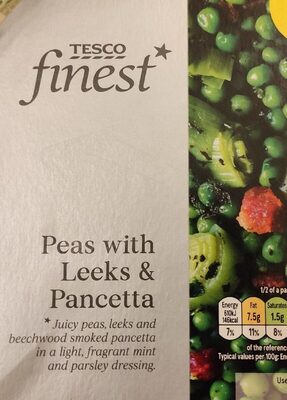 TESCO
finest*
Peas with
Leeks &
Pancetta
*Juicy peas, leeks and
beechwood smoked pancetta
in a light, fragrant mint
and parsley dressing.
1/2 of a pa
Energy Fat Saturates
610kJ 7.5g 1.5g
146kcal
7% 11% 8%
of the reference
Typical values per 100g: Ene
Use